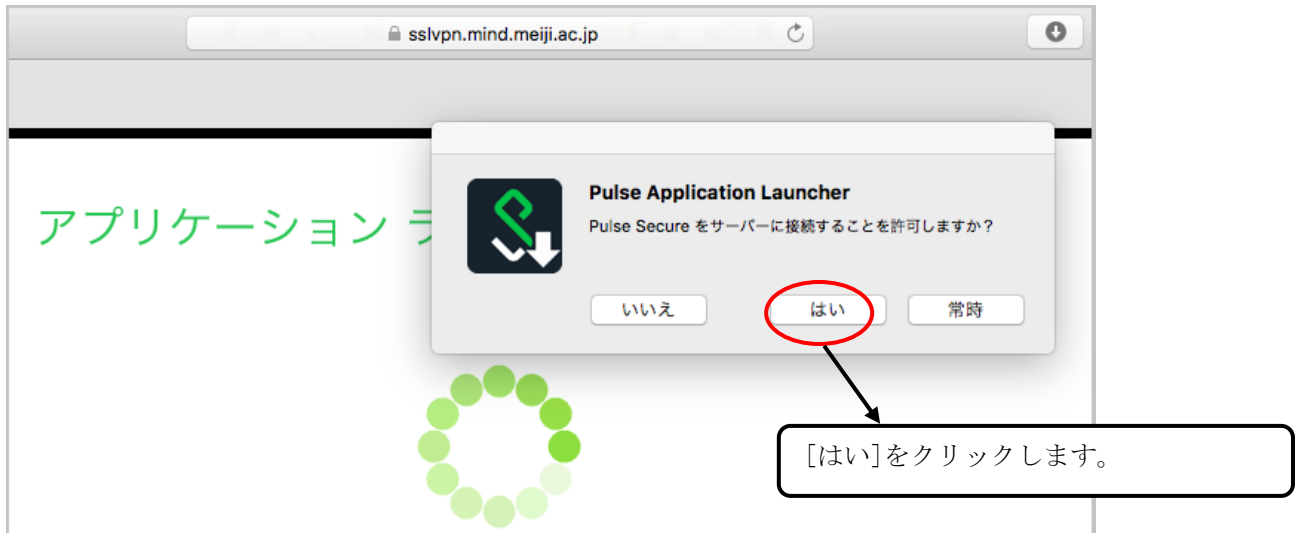 sslvpn.mind.meiji.ac.jp
アプリケーション
Pulse Application Launcher
Pulse Secure をサーバーに接続することを許可しますか？
いいえ
はい
常時
[はい]をクリックします。